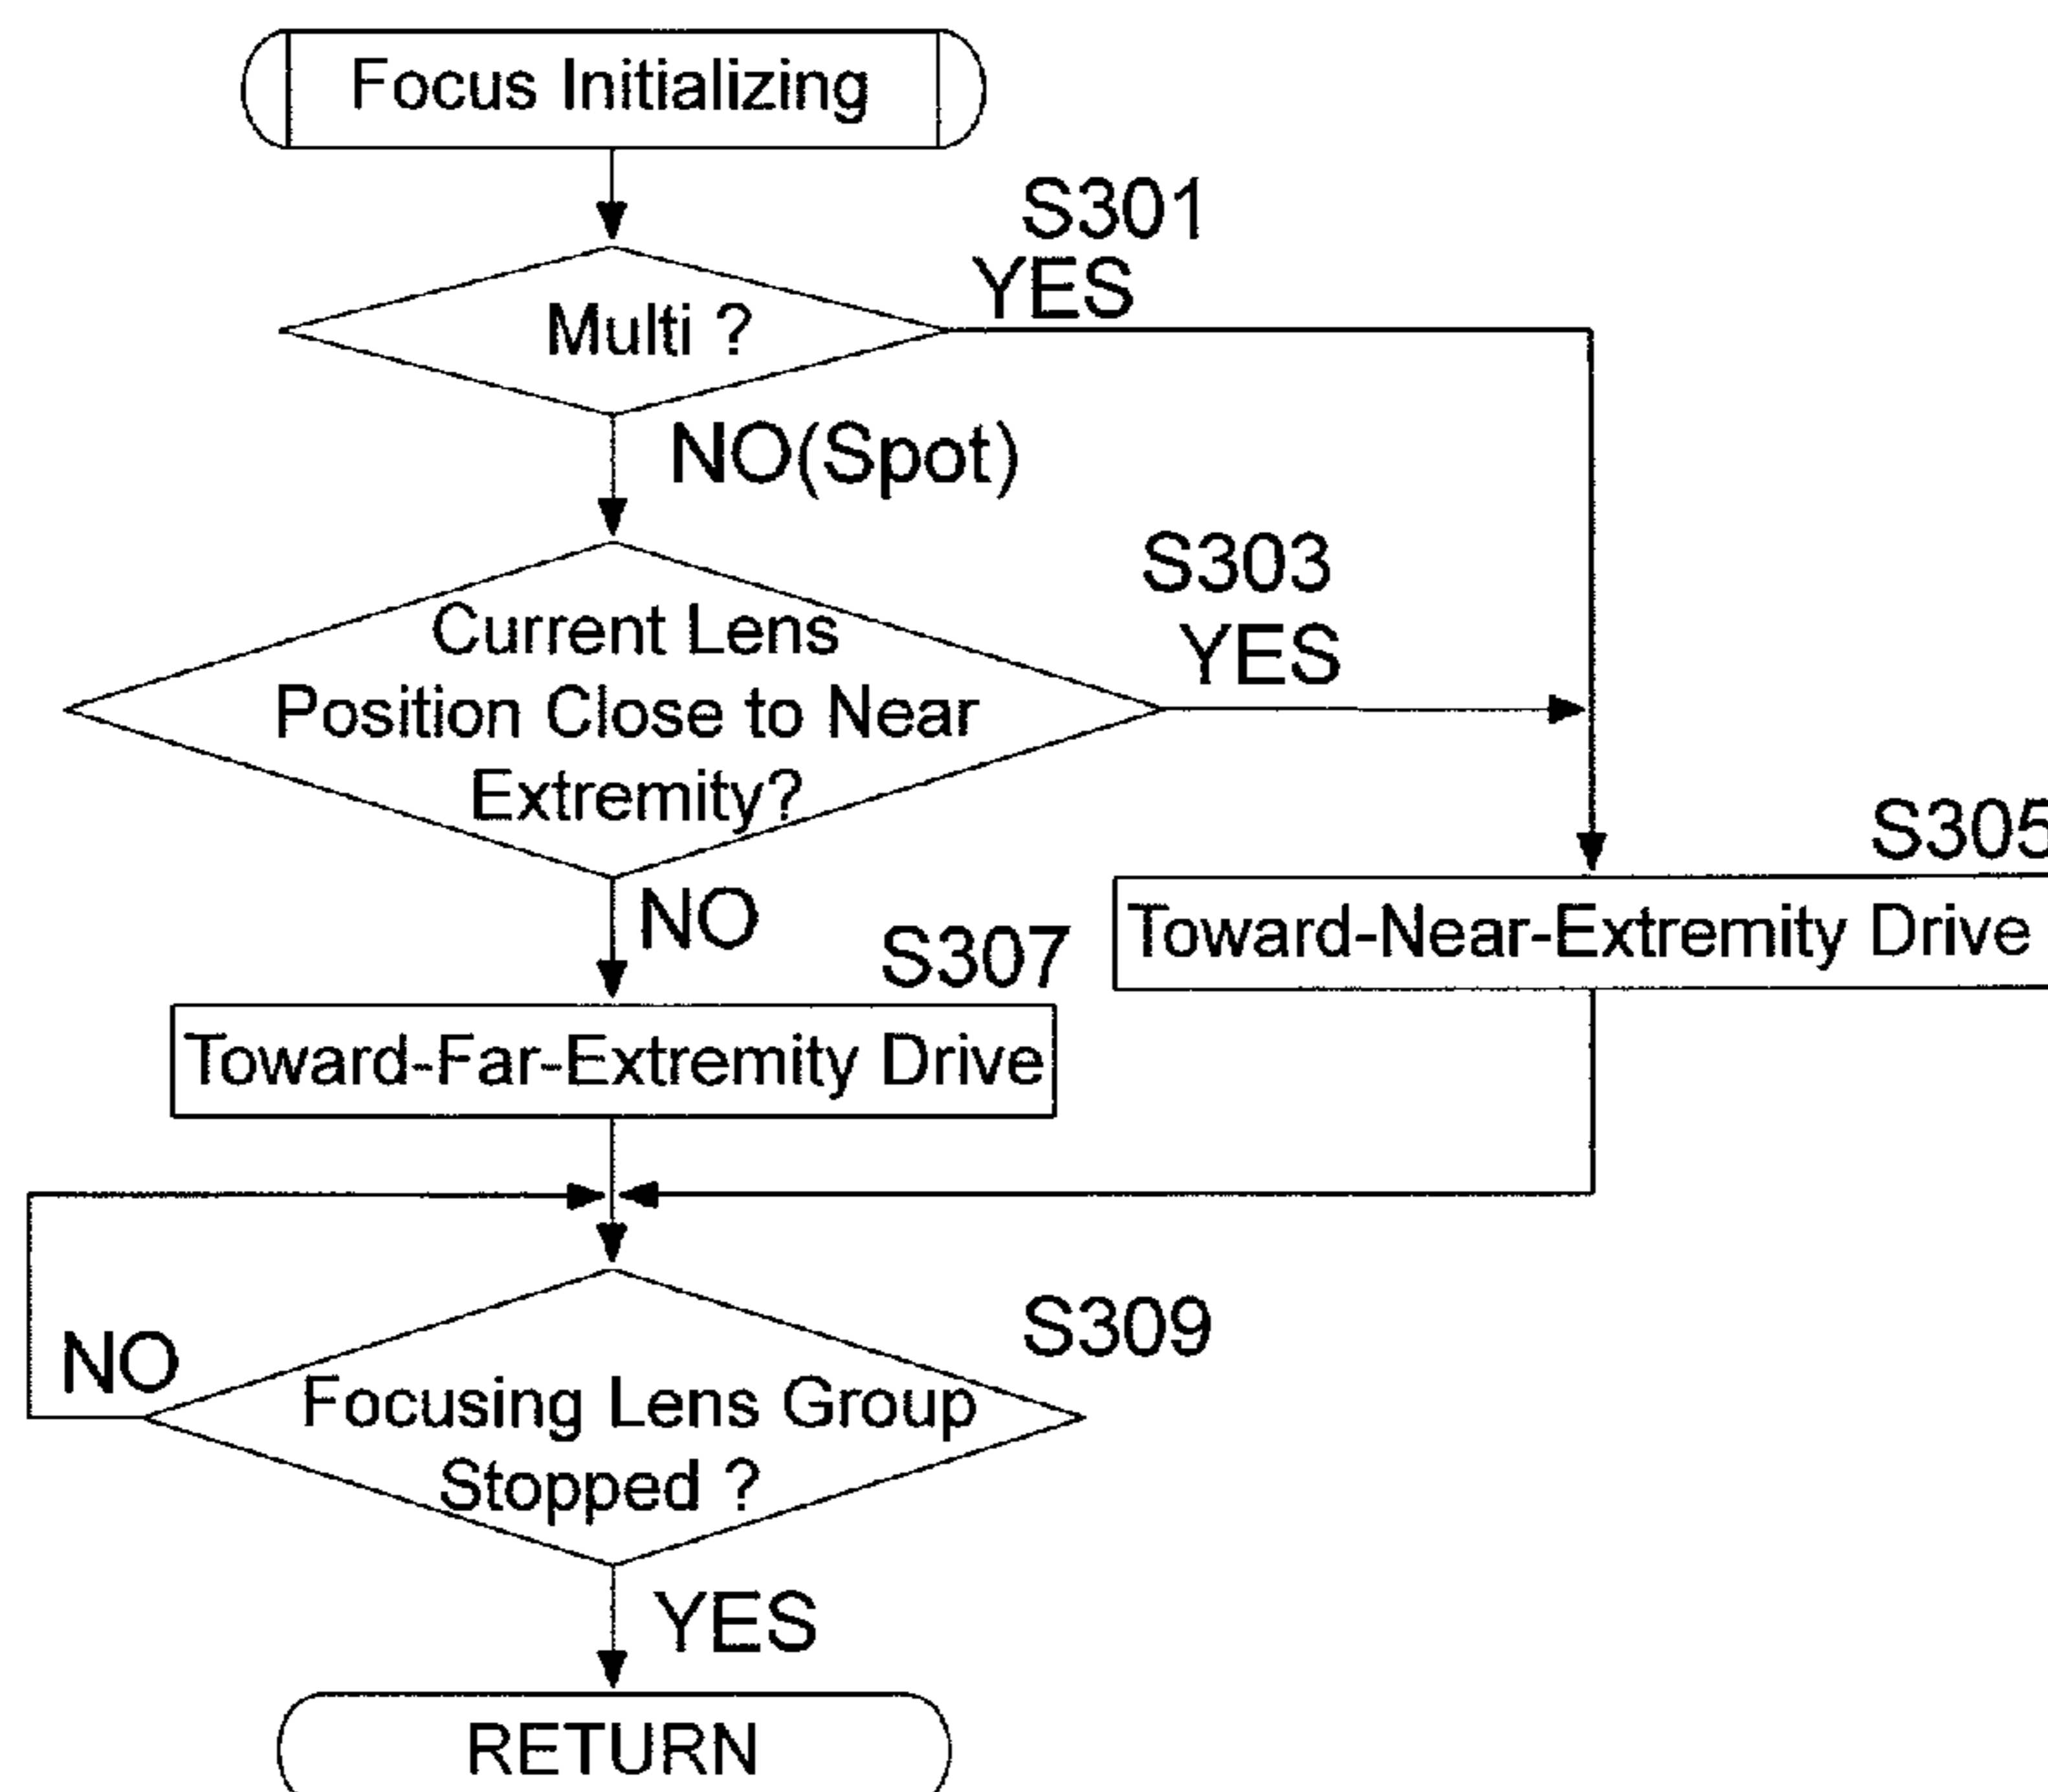 Focus Initializing
S301
YES
Multi ?
NO(Spot)
S303
YES
Current Lens
Position Close to Near
Extremity?
NO
S305
Toward-Near-Extremity Drive
S307
Toward-Far-Extremity Drive
S309
NO
Focusing Lens Group
Stopped ?
YES
RETURN